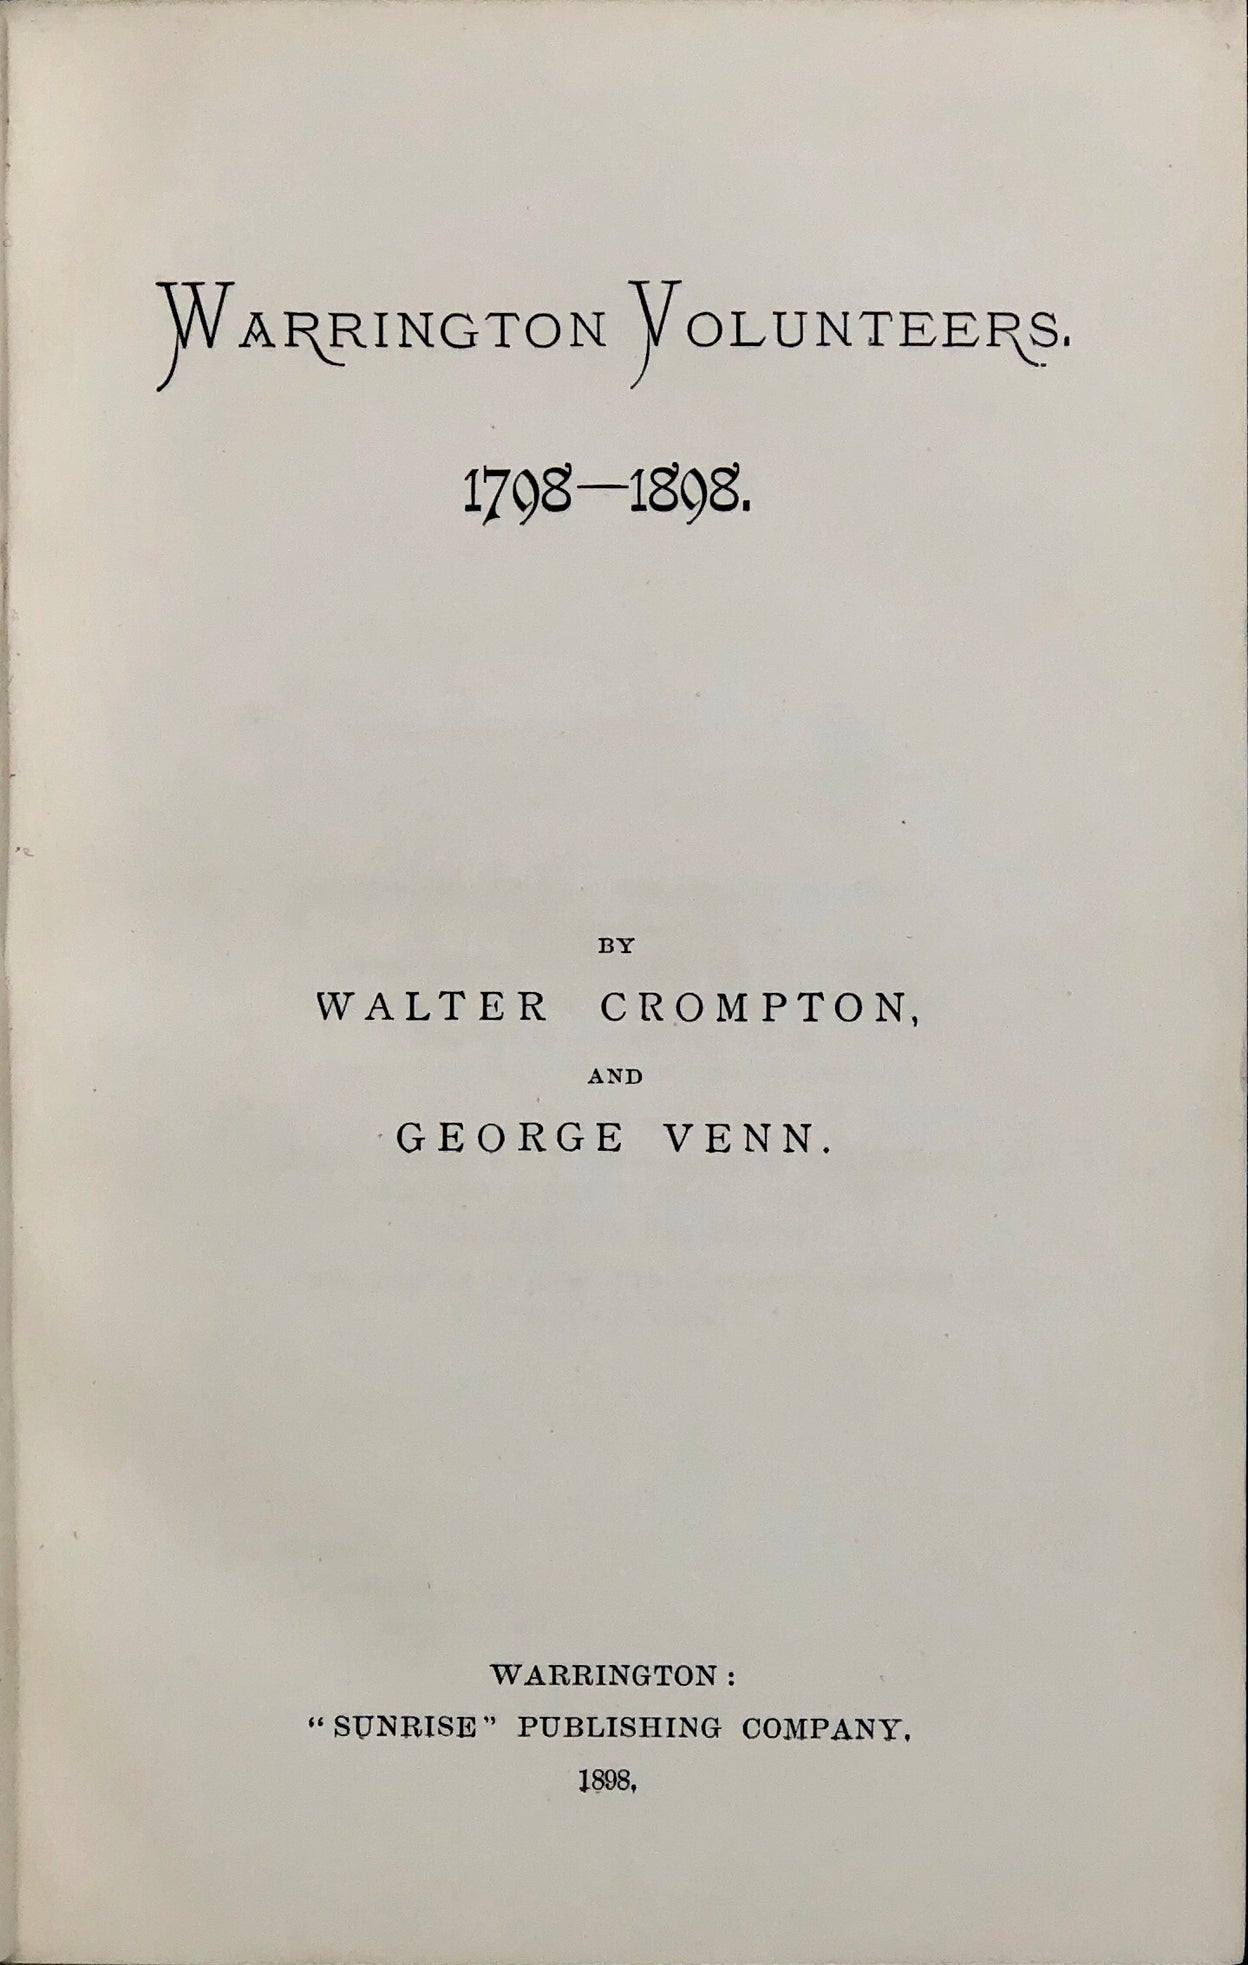 WARRINGTON VOLUNTEERS.
1798—1898.
BY
WALTER CROMPTON,
AND
GEORGE VENN.
WARRINGTON:
"SUNRISE" PUBLISHING COMPANY,
1898,